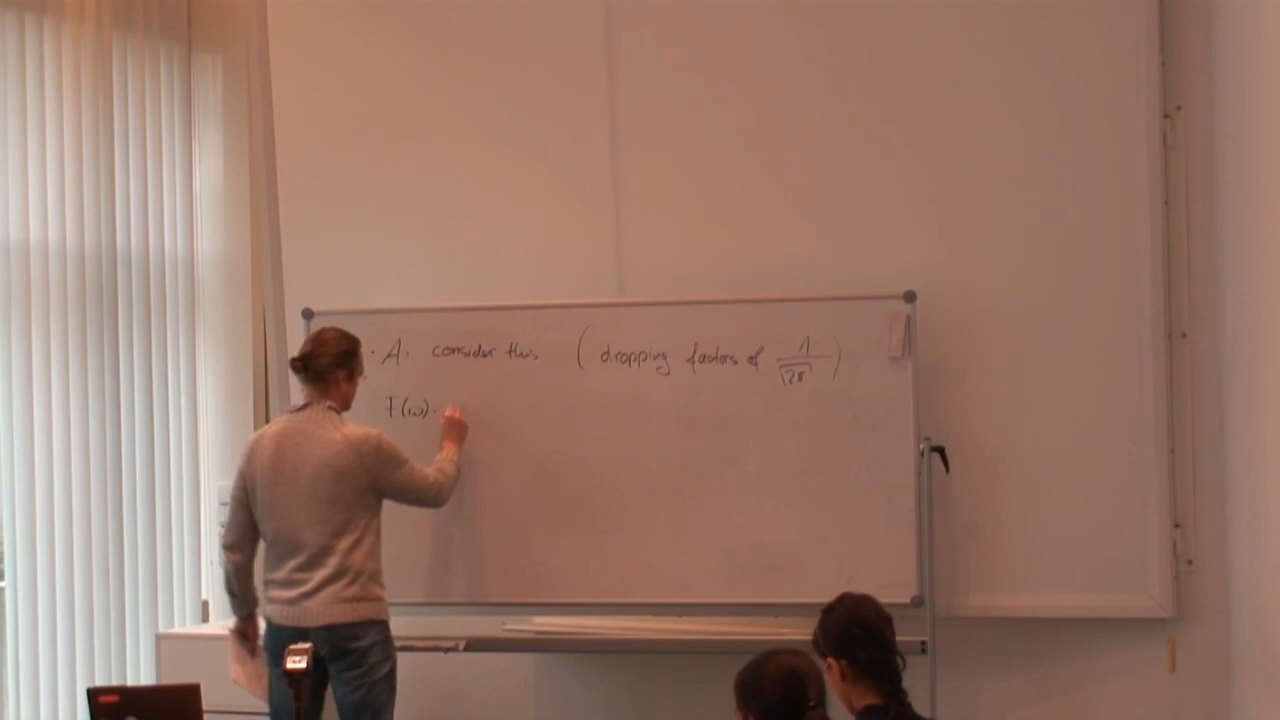 · A: consider this (dropping factors of 1/√2π)
F(ω).